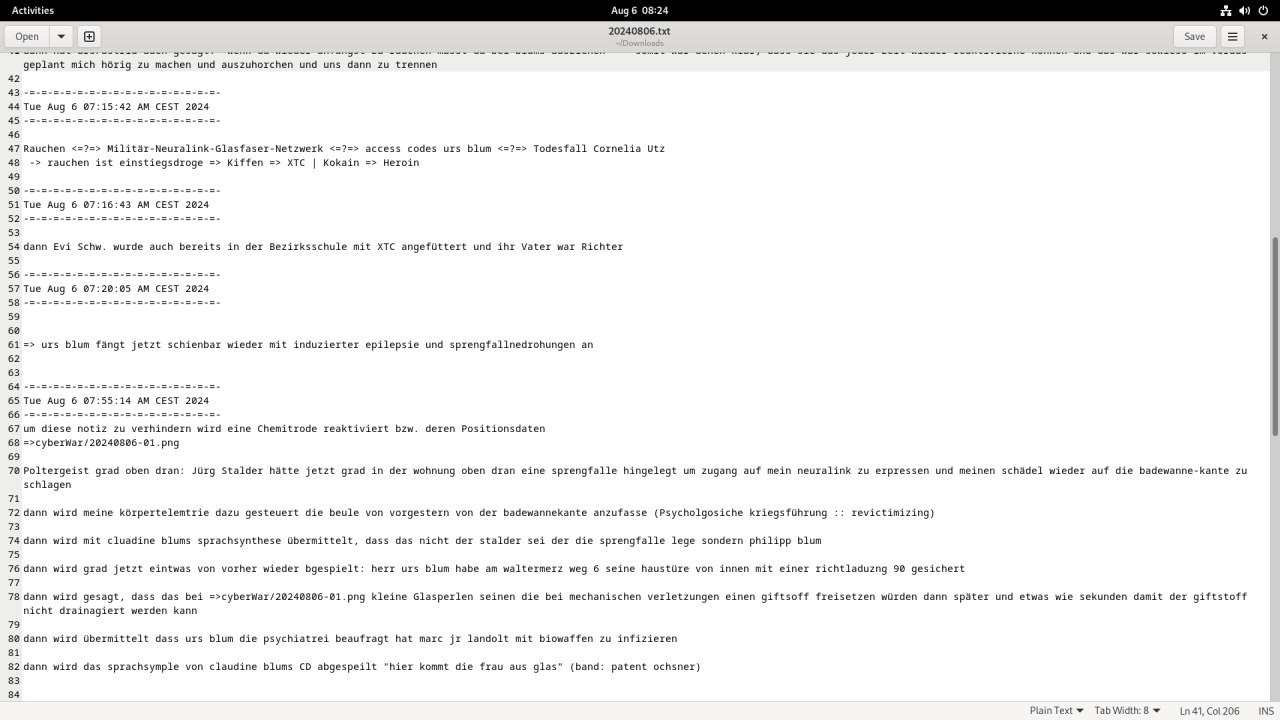 Activities
Aug 6 08:24
Open
20240806.txt
~/Downloads
Save
geplant mich hörig zu machen und auszuhorchen und uns dann zu trennen
42
43 -=-=-=-=-=-=-=-=-=-=-=-=-=-=-=-=-
44 Tue Aug 6 07:15:42 AM CEST 2024
45 -=-=-=-=-=-=-=-=-=-=-=-=-=-=-=-=-
46
47 Rauchen <=?=> Militär-Neuralink-Glasfaser-Netzwerk <=?=> access codes urs blum <=?=> Todesfall Cornelia Utz
48  -> rauchen ist einstiegsdroge => Kiffen => XTC | Kokain => Heroin
49
50 -=-=-=-=-=-=-=-=-=-=-=-=-=-=-=-=-
51 Tue Aug 6 07:16:43 AM CEST 2024
52 -=-=-=-=-=-=-=-=-=-=-=-=-=-=-=-=-
53
54 dann Evi Schw. wurde auch bereits in der Bezirksschule mit XTC angefüttert und ihr Vater war Richter
55
56 -=-=-=-=-=-=-=-=-=-=-=-=-=-=-=-=-
57 Tue Aug 6 07:20:05 AM CEST 2024
58 -=-=-=-=-=-=-=-=-=-=-=-=-=-=-=-=-
59
60
61 => urs blum fängt jetzt schienbar wieder mit induzierter epilepsie und sprengfallnedrohungen an
62
63
64 -=-=-=-=-=-=-=-=-=-=-=-=-=-=-=-=-
65 Tue Aug 6 07:55:14 AM CEST 2024
66 -=-=-=-=-=-=-=-=-=-=-=-=-=-=-=-=-
67 um diese notiz zu verhindern wird eine Chemitrode reaktiviert bzw. deren Positionsdaten
68 =>cyberWar/20240806-01.png
69
70 Poltergeist grad oben dran: Jürg Stalder hätte jetzt grad in der wohnung oben dran eine sprengfalle hingelegt um zugang auf mein neuralink zu erpressen und meinen schädel wieder auf die badewanne-kante zu
schlagen
71
72 dann wird meine körpertelemtrie dazu gesteuert die beule von vorgestern von der badewannekante anzufasse (Psycholgosiche kriegsführung :: revictimizing)
73
74 dann wird mit cluadine blums sprachsynthese übermittelt, dass das nicht der stalder sei der die sprengfalle lege sondern philipp blum
75
76 dann wird grad jetzt eintwas von vorher wieder bgespielt: herr urs blum habe am waltermerz weg 6 seine haustüre von innen mit einer richtladuzng 90 gesichert
77
78 dann wird gesagt, dass das bei =>cyberWar/20240806-01.png kleine Glasperlen seinen die bei mechanischen verletzungen einen giftsoff freisetzen würden dann später und etwas wie sekunden damit der giftstoff
nicht drainagiert werden kann
79
80 dann wird übermittelt dass urs blum die psychiatrei beaufragt hat marc jr landolt mit biowaffen zu infizieren
81
82 dann wird das sprachsymple von claudine blums CD abgespeilt "hier kommt die frau aus glas" (band: patent ochsner)
83
84
Plain Text
Tab Width: 8
Ln 41, Col 206
INS